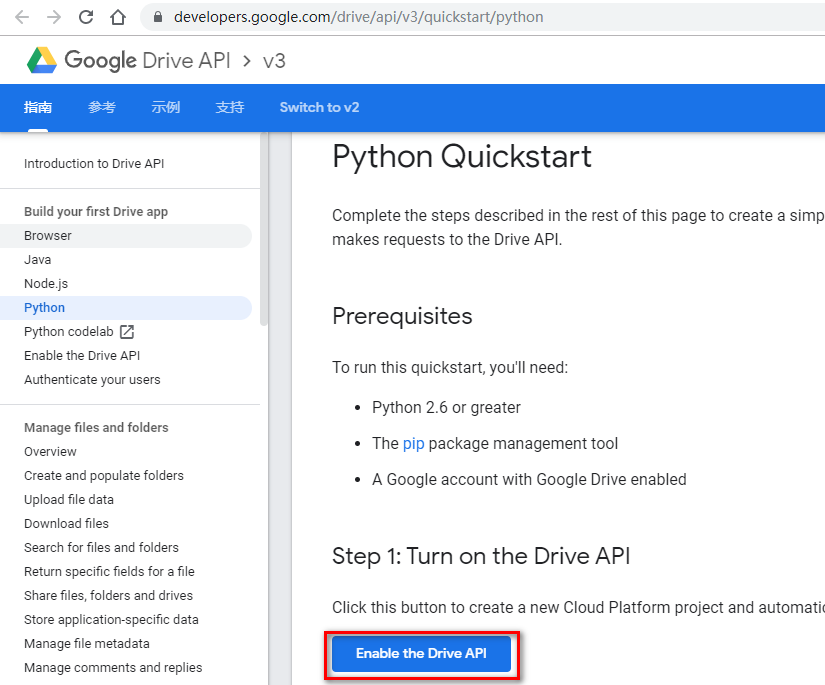 developers.google.com/drive/api/v3/quickstart/python
Google Drive API > v3
指南 参考 示例 支持 Switch to v2
Introduction to Drive API
Build your first Drive app
Browser
Java
Node.js
Python
Python codelab
Enable the Drive API
Authenticate your users
Manage files and folders
Overview
Create and populate folders
Upload file data
Download files
Search for files and folders
Return specific fields for a file
Share files, folders and drives
Store application-specific data
Manage file metadata
Manage comments and replies
Python Quickstart
Complete the steps described in the rest of this page to create a simp
makes requests to the Drive API.
Prerequisites
To run this quickstart, you'll need:
• Python 2.6 or greater
• The pip package management tool
• A Google account with Google Drive enabled
Step 1: Turn on the Drive API
Click this button to create a new Cloud Platform project and automatic
Enable the Drive API